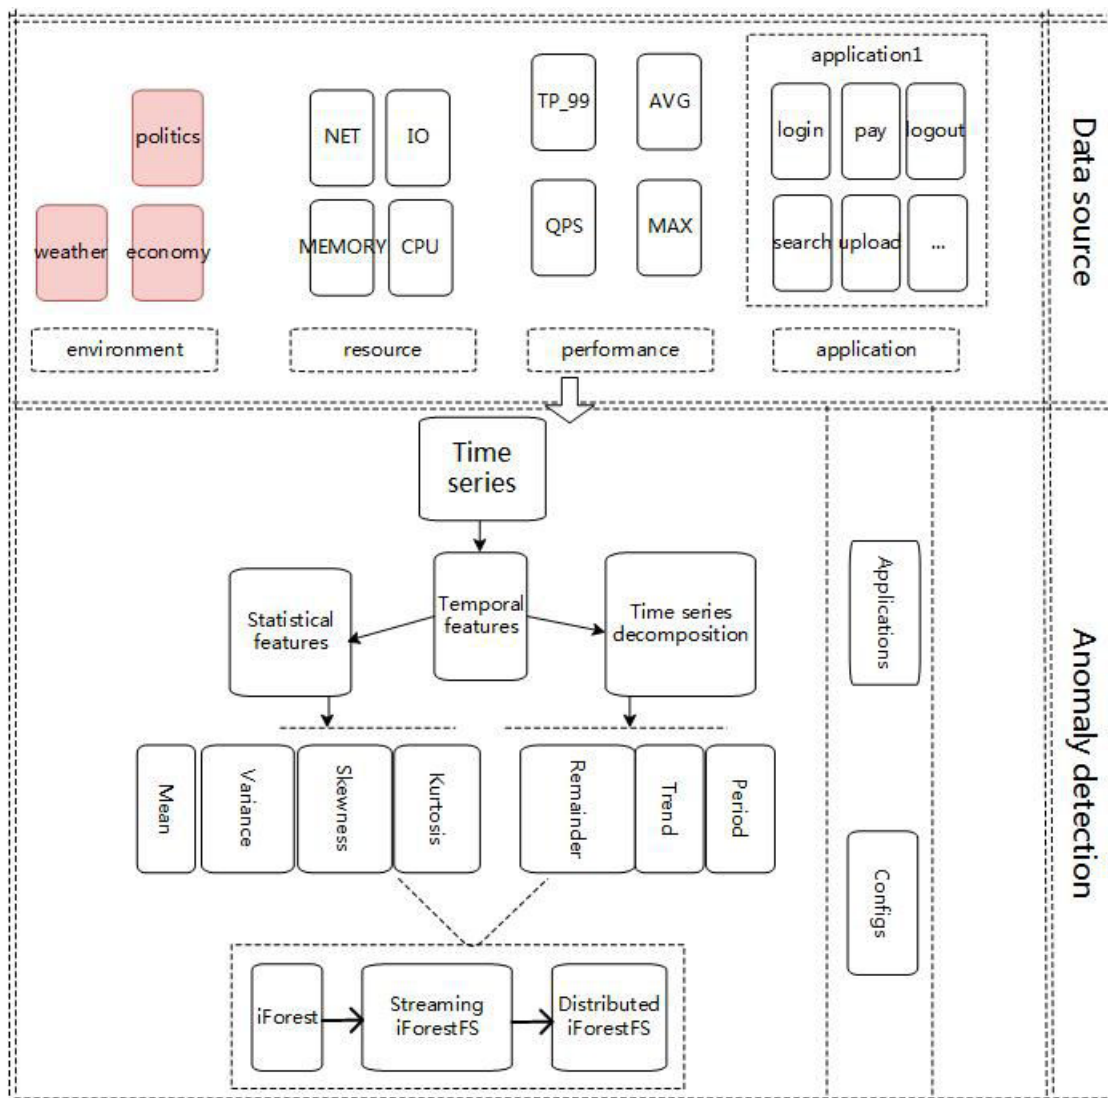 application1
politics
NET
IO
TP_99
AVG
login
pay
logout
weather
economy
MEMORY
CPU
QPS
MAX
search
upload
...
environment
resource
performance
application
Data source
Time
series
Statistical
features
Temporal
features
Time series
decomposition
Applications
Mean
Variance
Skewness
Kurtosis
Remainder
Trend
Period
Configs
Anomaly detection
iForest
Streaming
iForestFS
Distributed
iForestFS